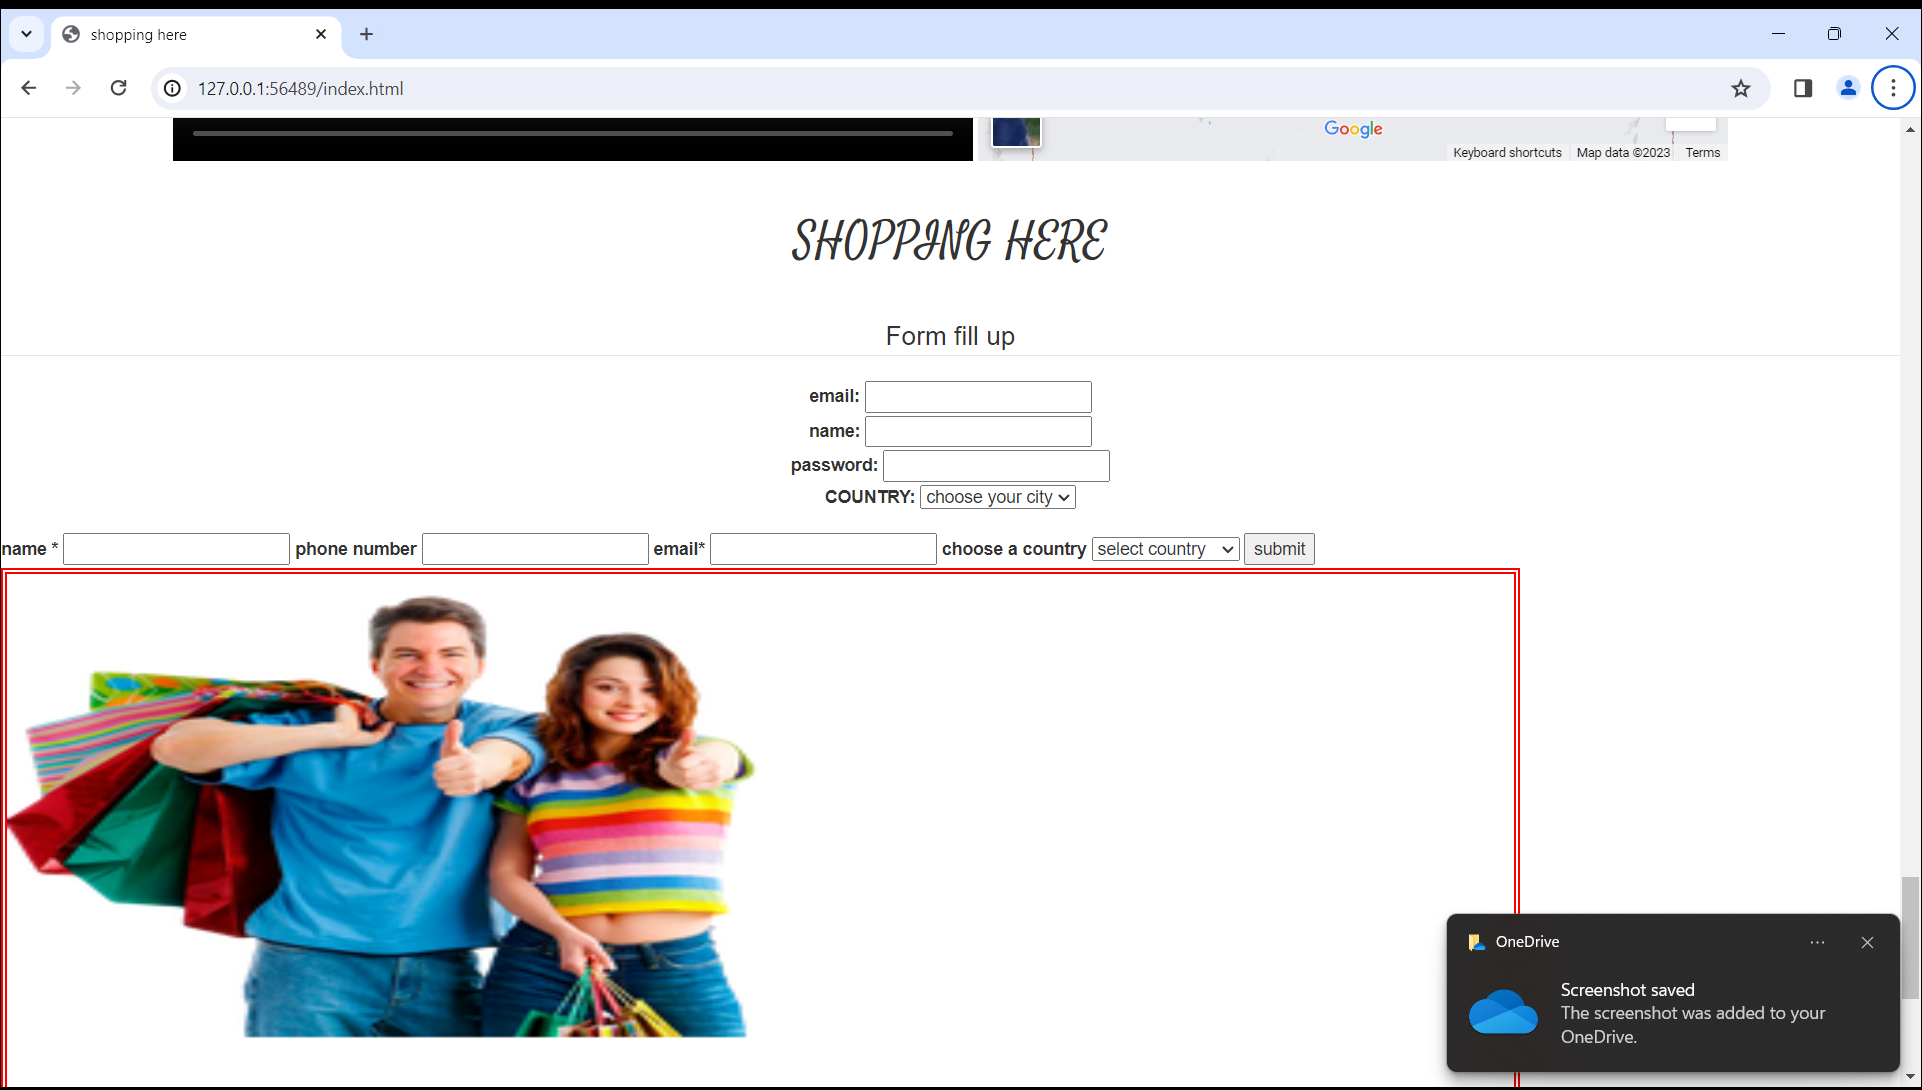 shopping here
127.0.0.1:56489/index.html
Google
Keyboard shortcuts Map data ©2023 Terms
SHOPPING HERE
Form fill up
email:
name:
password:
COUNTRY: choose your city
name * phone number email* choose a country select country submit
OneDrive
Screenshot saved
The screenshot was added to your
OneDrive.